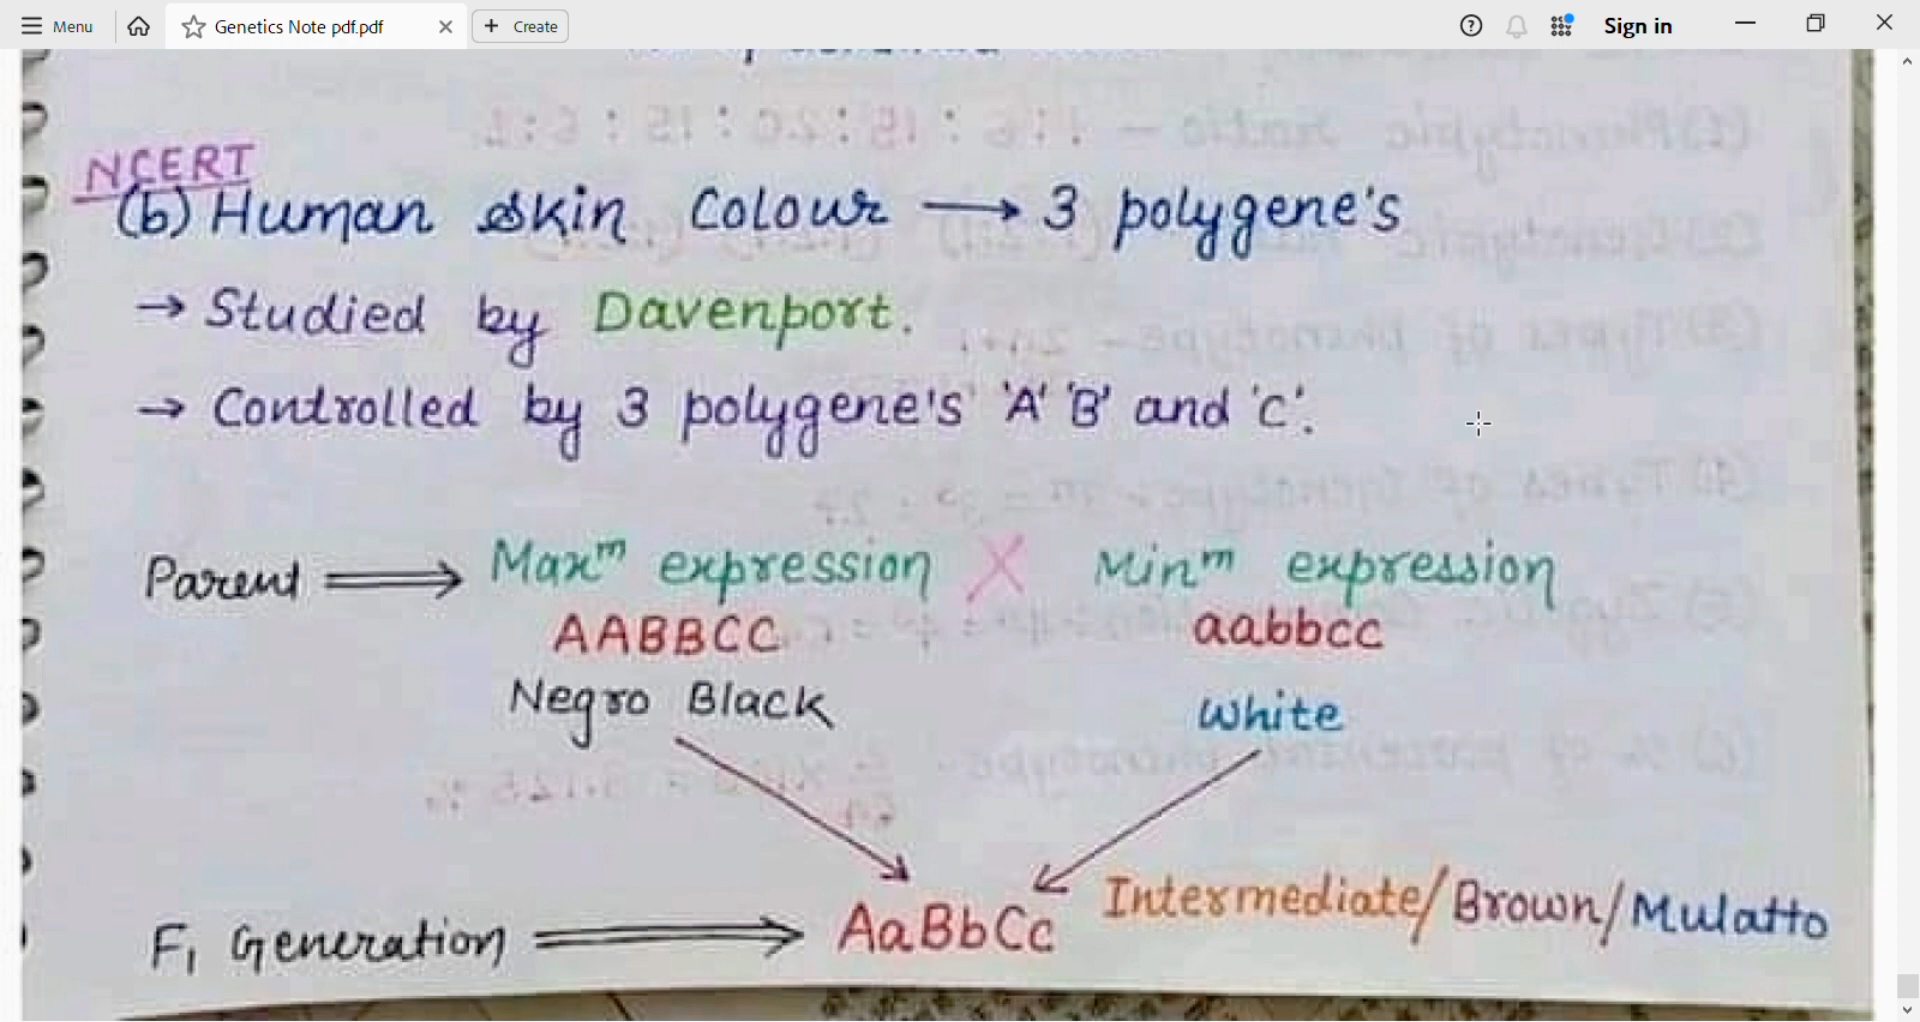 Menu
Genetics Note pdf.pdf
Create
Sign in
NCERT
(b) Human Skin Colour → 3 polygene's
→ Studied by Davenport.
→ Controlled by 3 polygene's 'A' 'B' and 'C'.
Parent ⟹ Maxᵐ expression X Minᵐ expression
AABBCC aabbcc
Negro Black White
F₁ Generation ⟹ AaBbCc Intermediate/Brown/Mulatto